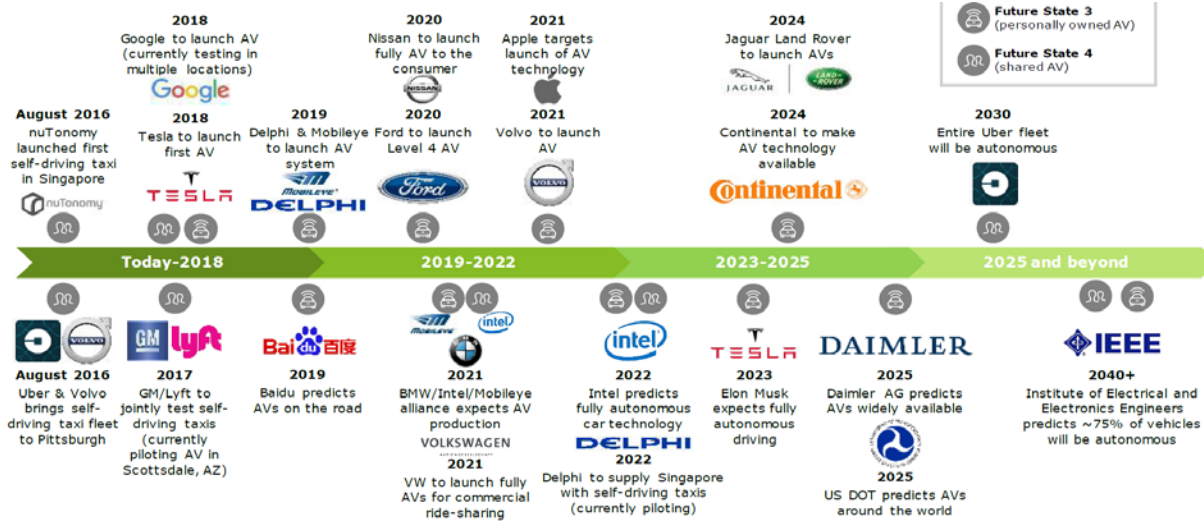 2018
Google to launch AV
(currently testing in
multiple locations)
Google
2020
Nissan to launch
fully AV to the
consumer
NISSAN
2021
Apple targets
launch of AV
technology
2024
Jaguar Land Rover
to launch AVs
JAGUAR
LAND-
ROVER
Future State 3
(personally owned AV)
Future State 4
(shared AV)
August 2016
nuTonomy
launched first
self-driving taxi
in Singapore
nuTonomy
2018
Tesla to launch
first AV
TESLA
2019
Delphi & Mobileye
to launch AV
system
MOBILEYE
DELPHI
2020
Ford to launch
Level 4 AV
Ford
2021
Volvo to launch
AV
VOLVO
2024
Continental to make
AV technology
available
Continental
2030
Entire Uber fleet
will be autonomous
Today-2018
2019-2022
2023-2025
2025 and beyond
VOLVO
August 2016
Uber & Volvo
brings self-
driving taxi fleet
to Pittsburgh
GM
lyft
2017
GM/Lyft to
jointly test self-
driving taxis
(currently
piloting AV in
Scottsdale, AZ)
Bai du 百度
2019
Baidu predicts
AVs on the road
MOBILEYE
intel
2021
BMW/Intel/Mobileye
alliance expects AV
production
VOLKSWAGEN
2021
VW to launch fully
AVs for commercial
ride-sharing
intel
2022
Intel predicts
fully autonomous
car technology
DELPHI
2022
Delphi to supply Singapore
with self-driving taxis
(currently piloting)
TESLA
2023
Elon Musk
expects fully
autonomous
driving
DAIMLER
2025
Daimler AG predicts
AVs widely available
2025
US DOT predicts AVs
around the world
IEEE
2040+
Institute of Electrical and
Electronics Engineers
predicts ~75% of vehicles
will be autonomous